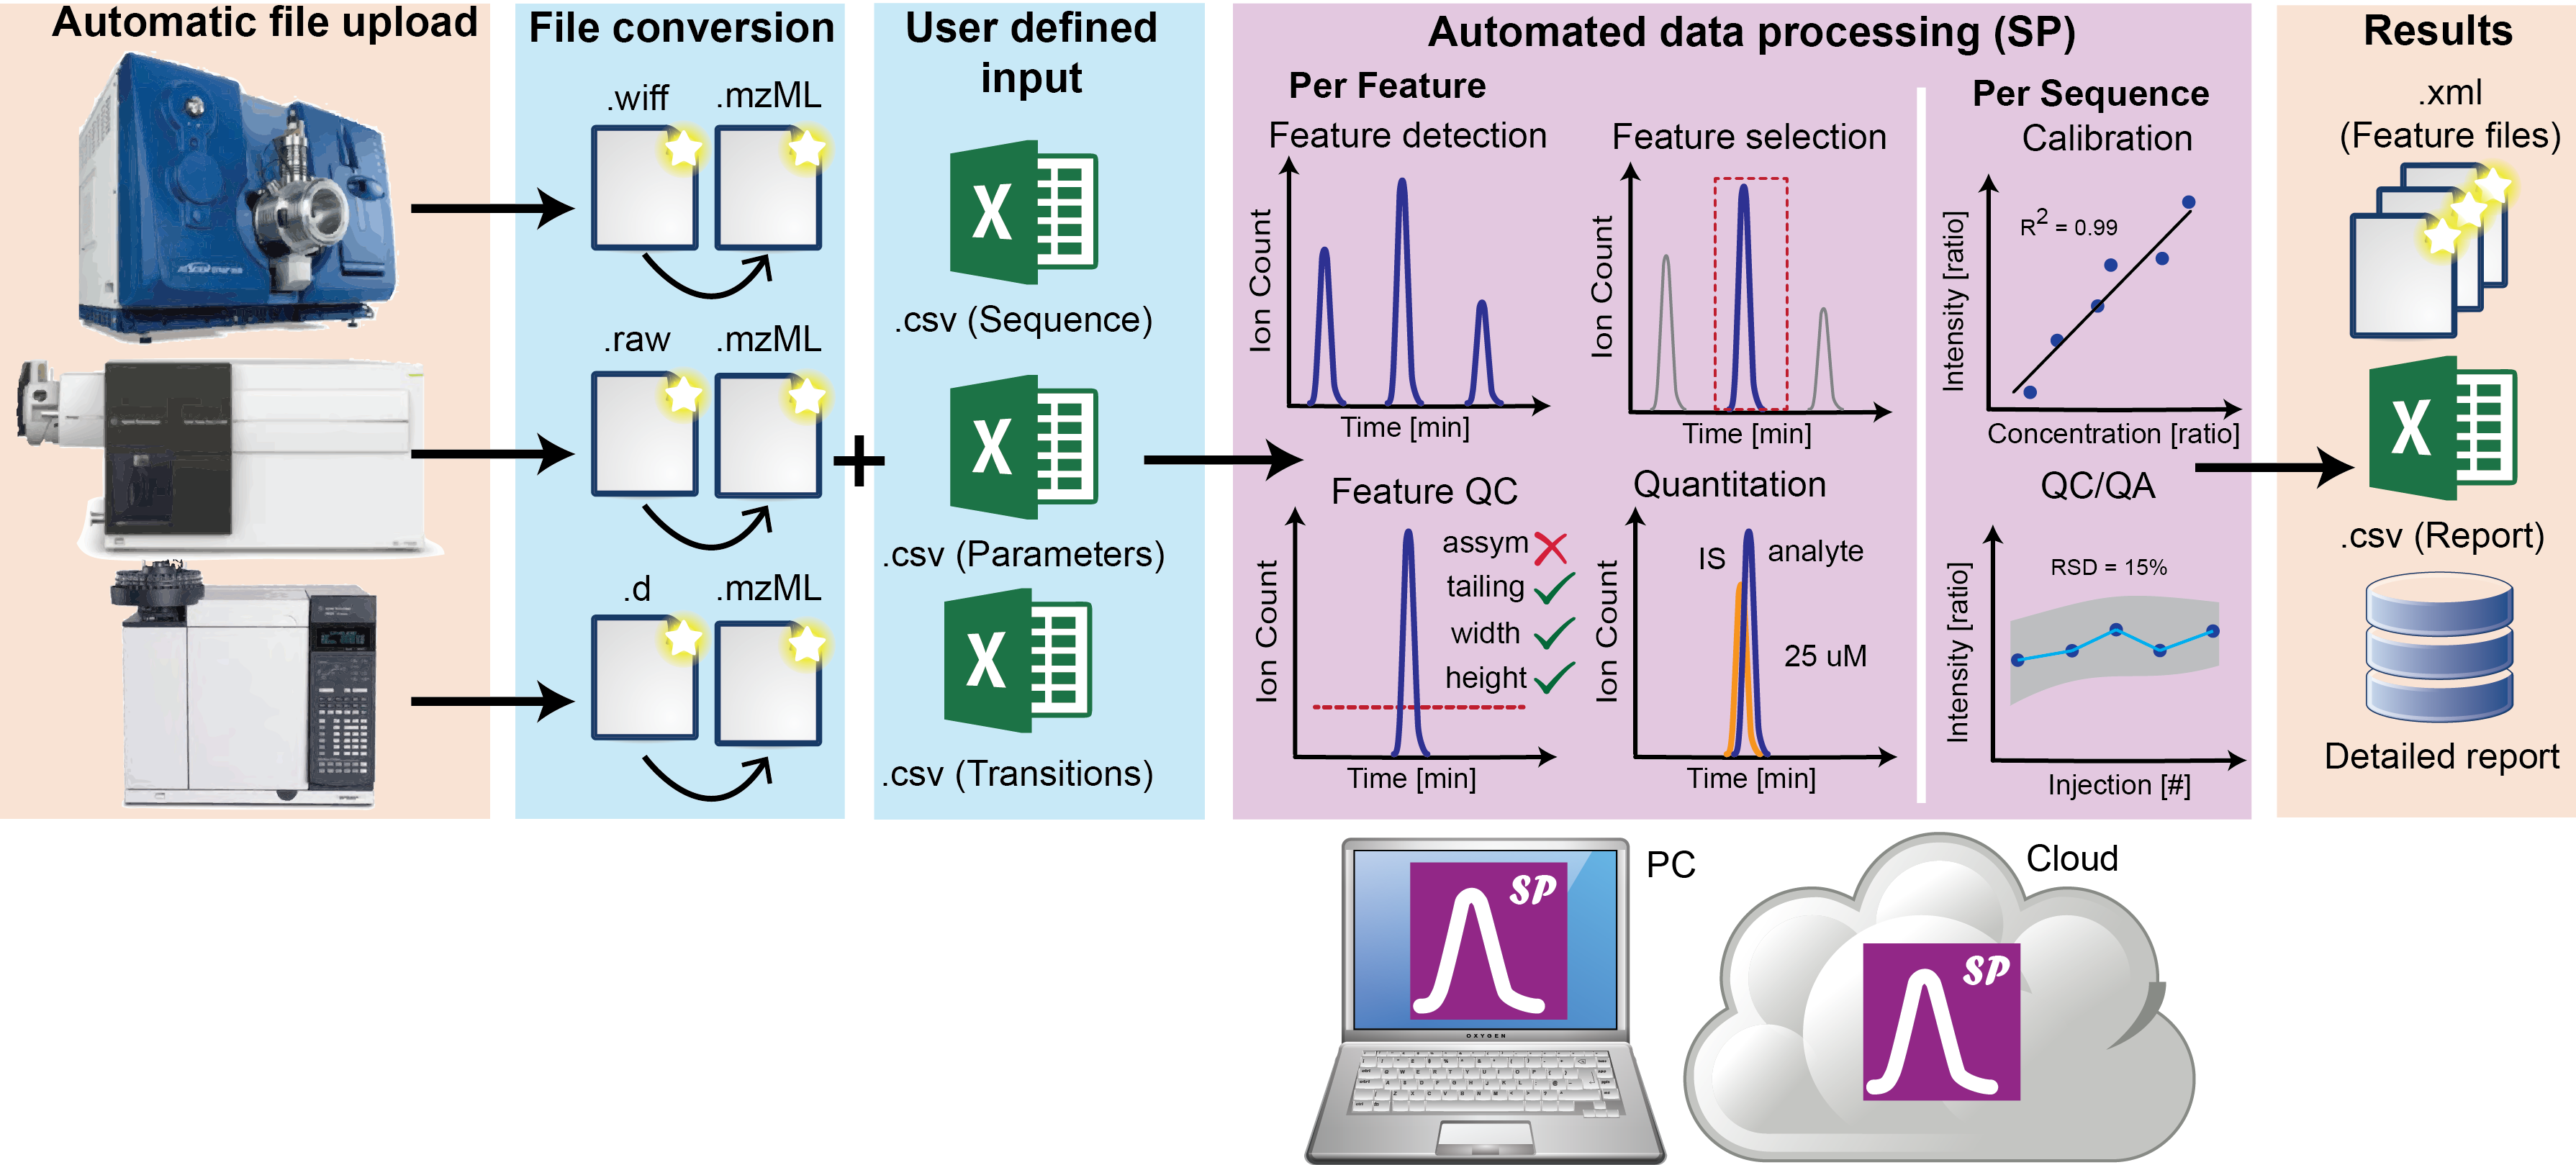 Automatic file upload
File conversion
.wiff
.mzML
.raw
.mzML
.d
.mzML
User defined
input
.csv (Sequence)
.csv (Parameters)
.csv (Transitions)
Automated data processing (SP)
Per Feature
Feature detection
Ion Count
Time [min]
Feature selection
Ion Count
Time [min]
Feature QC
assym
tailing
width
height
Ion Count
Time [min]
Quantitation
IS
analyte
25 uM
Ion Count
Time [min]
Per Sequence
Calibration
R2 = 0.99
Intensity [ratio]
Concentration [ratio]
QC/QA
RSD = 15%
Intensity [ratio]
Injection [#]
Results
.xml
(Feature files)
.csv (Report)
Detailed report
PC
SP
OXYGEN
Cloud
SP